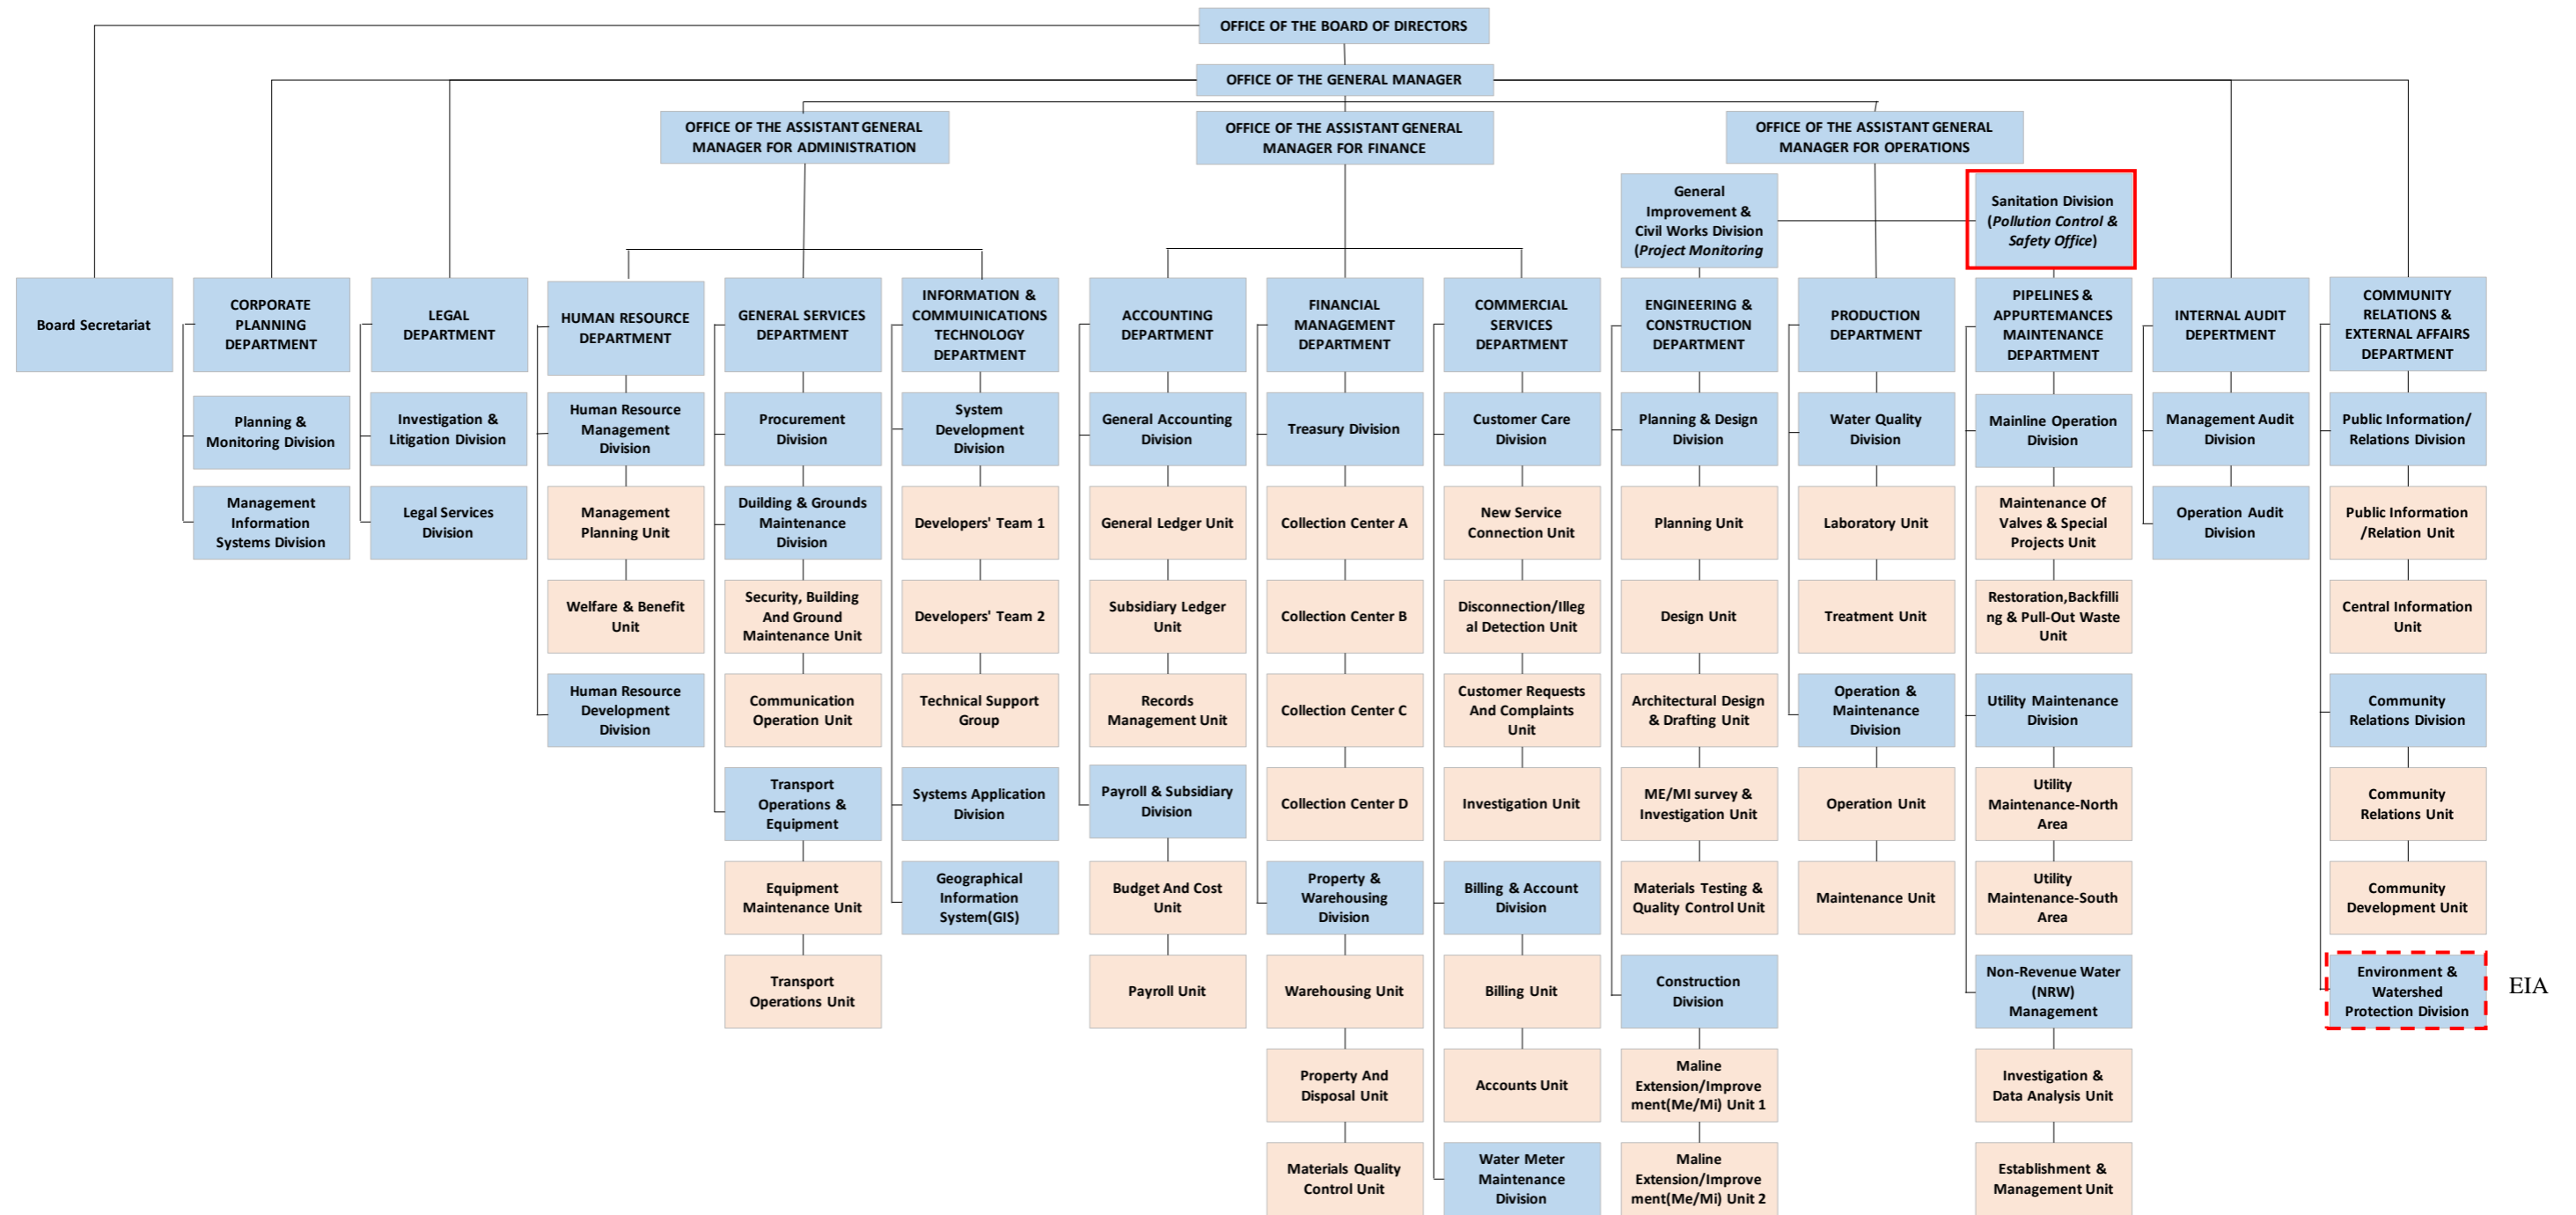 OFFICE OF THE BOARD OF DIRECTORS
OFFICE OF THE GENERAL MANAGER
OFFICE OF THE ASSISTANT GENERAL
MANAGER FOR ADMINISTRATION
OFFICE OF THE ASSISTANT GENERAL
MANAGER FOR FINANCE
OFFICE OF THE ASSISTANT GENERAL
MANAGER FOR OPERATIONS
General
Improvement &
Civil Works Division
(Project Monitoring
Sanitation Division
(Pollution Control &
Safety Office)
Board Secretariat
CORPORATE
PLANNING
DEPARTMENT
Planning &
Monitoring Division
Management
Information
Systems Division
LEGAL
DEPARTMENT
Investigation &
Litigation Division
Legal Services
Division
HUMAN RESOURCE
DEPARTMENT
Human Resource
Management
Division
Management
Planning Unit
Welfare & Benefit
Unit
Human Resource
Development
Division
GENERAL SERVICES
DEPARTMENT
Procurement
Division
Duilding & Grounds
Maintenance
Division
Security, Building
And Ground
Maintenance Unit
Communication
Operation Unit
Transport
Operations &
Equipment
Equipment
Maintenance Unit
Transport
Operations Unit
INFORMATION &
COMMUINICATIONS
TECHNOLOGY
DEPARTMENT
System
Development
Division
Developers' Team 1
Developers' Team 2
Technical Support
Group
Systems Application
Division
Geographical
Information
System(GIS)
ACCOUNTING
DEPARTMENT
General Accounting
Division
General Ledger Unit
Subsidiary Ledger
Unit
Records
Management Unit
Payroll & Subsidiary
Division
Budget And Cost
Unit
Payroll Unit
FINANCIAL
MANAGEMENT
DEPARTMENT
Treasury Division
Collection Center A
Collection Center B
Collection Center C
Collection Center D
Property &
Warehousing
Division
Warehousing Unit
Property And
Disposal Unit
Materials Quality
Control Unit
COMMERCIAL
SERVICES
DEPARTMENT
Customer Care
Division
New Service
Connection Unit
Disconnection/Illeg
al Detection Unit
Customer Requests
And Complaints
Unit
Investigation Unit
Billing & Account
Division
Billing Unit
Accounts Unit
Water Meter
Maintenance
Division
ENGINEERING &
CONSTRUCTION
DEPARTMENT
Planning & Design
Division
Planning Unit
Design Unit
Architectural Design
& Drafting Unit
ME/MI survey &
Investigation Unit
Materials Testing &
Quality Control Unit
Construction
Division
Maline
Extension/Improve
ment(Me/Mi) Unit 1
Maline
Extension/Improve
ment(Me/Mi) Unit 2
PRODUCTION
DEPARTMENT
Water Quality
Division
Laboratory Unit
Treatment Unit
Operation &
Maintenance
Division
Operation Unit
Maintenance Unit
PIPELINES &
APPURTEMANCES
MAINTENANCE
DEPARTMENT
Mainline Operation
Division
Maintenance Of
Valves & Special
Projects Unit
Restoration,Backfilli
ng & Pull-Out Waste
Unit
Utility Maintenance
Division
Utility
Maintenance-North
Area
Utility
Maintenance-South
Area
Non-Revenue Water
(NRW)
Management
Investigation &
Data Analysis Unit
Establishment &
Management Unit
INTERNAL AUDIT
DEPERTMENT
Management Audit
Division
Operation Audit
Division
COMMUNITY
RELATIONS &
EXTERNAL AFFAIRS
DEPARTMENT
Public Information/
Relations Division
Public Information
/Relation Unit
Central Information
Unit
Community
Relations Division
Community
Relations Unit
Community
Development Unit
Environment &
Watershed
Protection Division
EIA